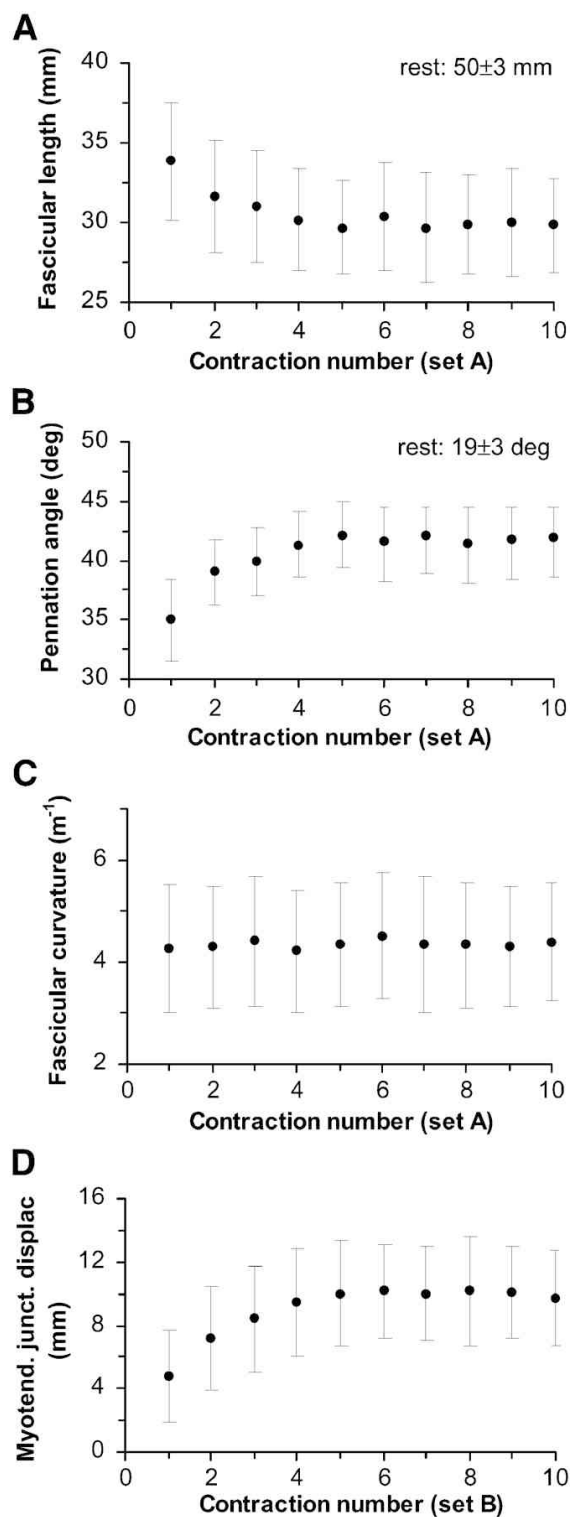 A
rest: 50±3 mm
Fascicular length (mm)
40
35
30
25
0 2 4 6 8 10
Contraction number (set A)
B
rest: 19±3 deg
Pennation angle (deg)
50
45
40
35
30
0 2 4 6 8 10
Contraction number (set A)
C
Fascicular curvature (m-1)
6
4
2
0 2 4 6 8 10
Contraction number (set A)
D
Myotend. junct. displac
(mm)
16
12
8
4
0
0 2 4 6 8 10
Contraction number (set B)